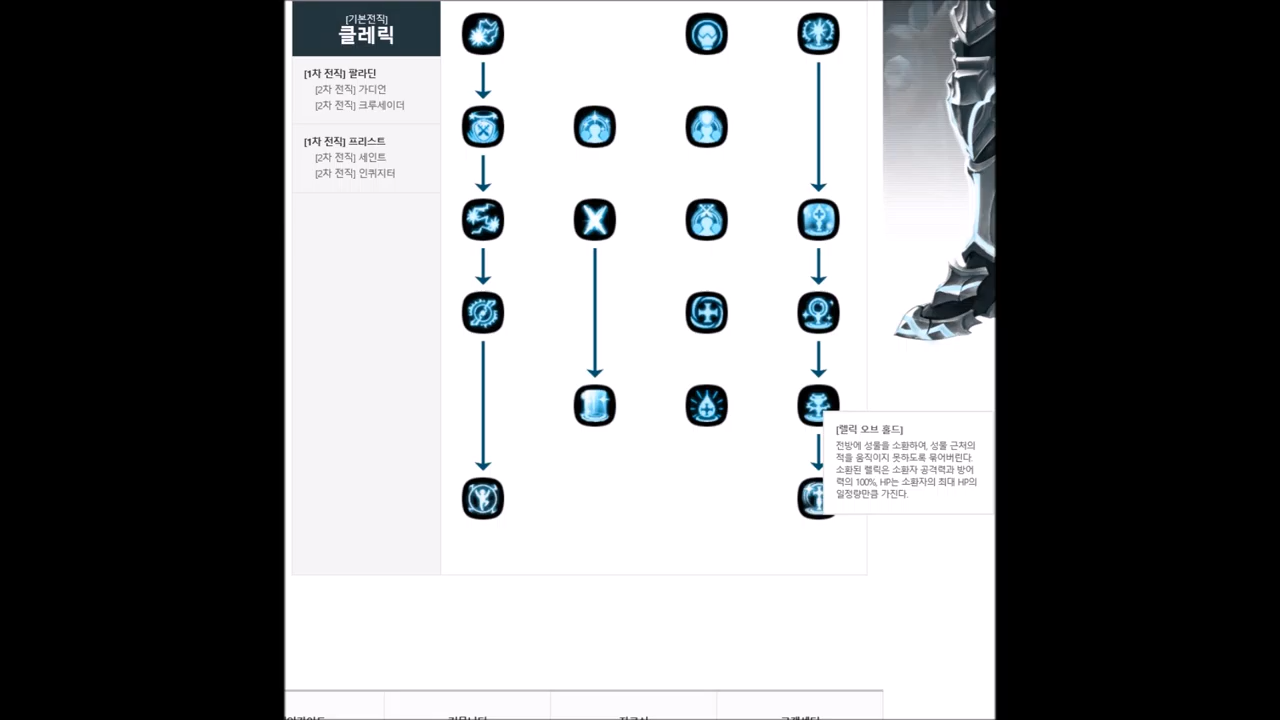 [기본전직]
클레릭
[1차 전직] 팔라딘
[2차 전직] 가디언
[2차 전직] 크루세이더
[1차 전직] 프리스트
[2차 전직] 세인트
[2차 전직] 인퀴지터
[렐릭 오브 홀드]
전방에 성물을 소환하여, 성물 근처의
적을 움직이지 못하도록 묶어버린다.
소환된 렐릭은 소환자 공격력과 방어
력의 100%, HP는 소환자의 최대 HP의
일정량만큼 가진다.